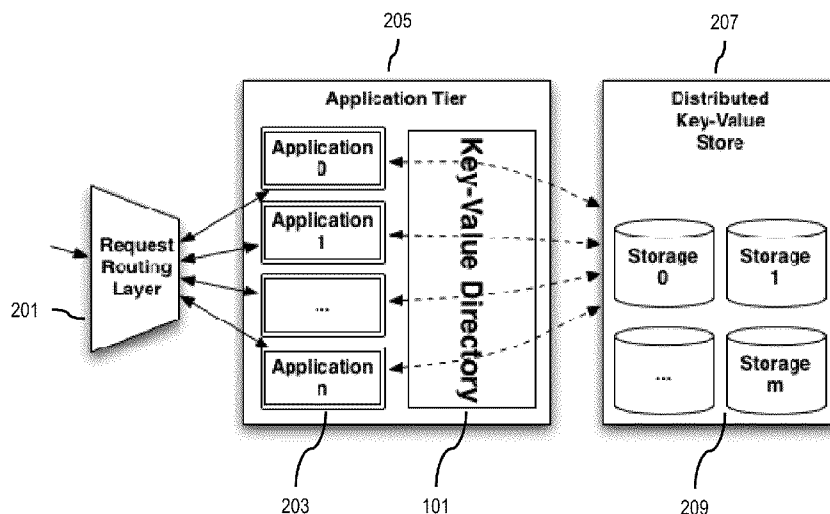 205
207
Application Tier
Distributed
Key-Value
Store
Application
0
Application
1
...
Application
n
Key-Value Directory
Request
Routing
Layer
201
Storage
0
Storage
1
...
Storage
m
203
101
209